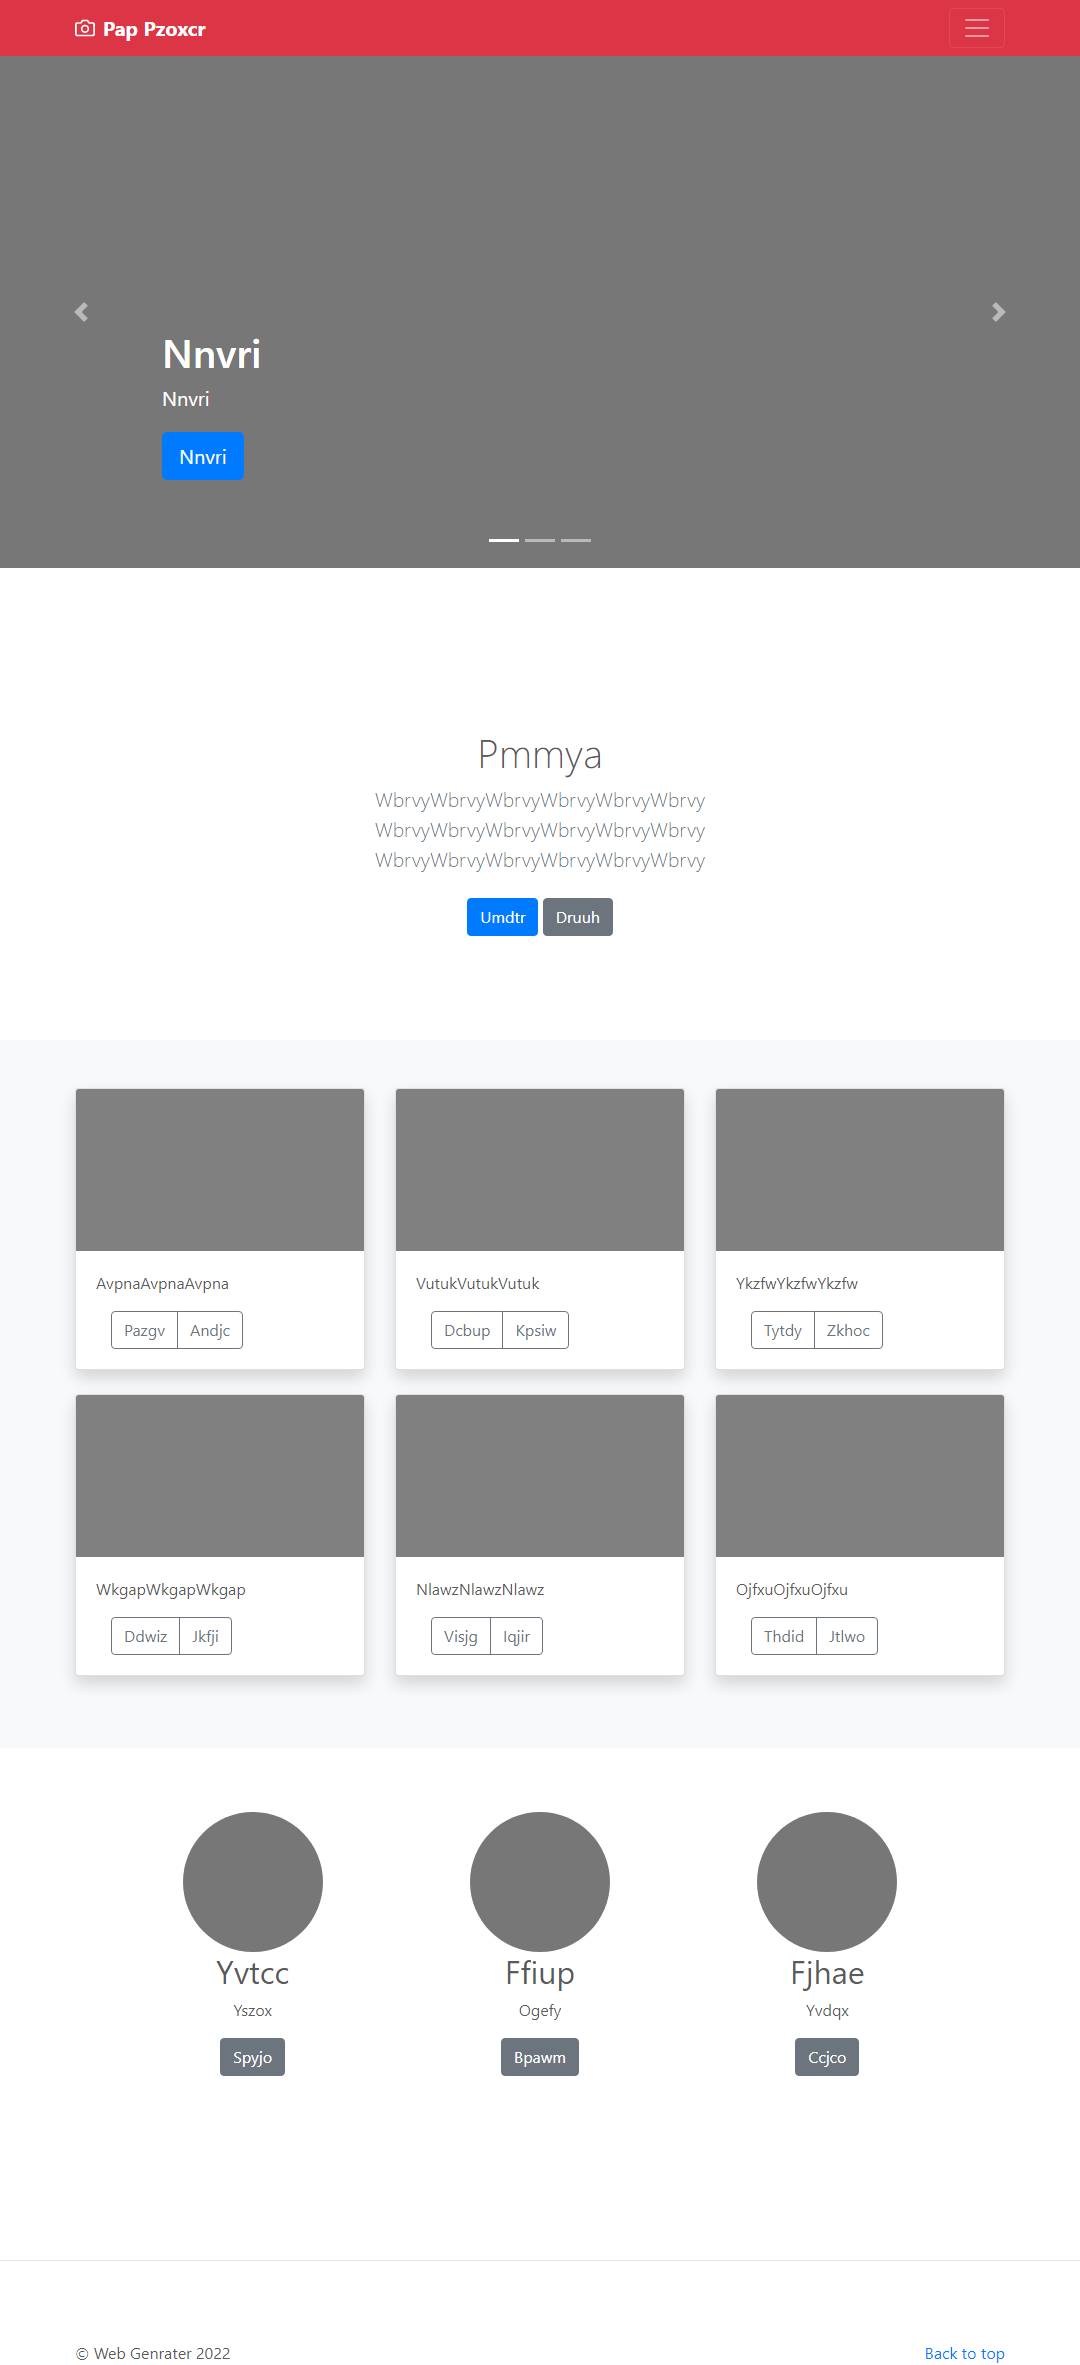 Pap Pzoxcr
Nnvri
Nnvri
Nnvri
Pmmya
WbrvyWbrvyWbrvyWbrvyWbrvyWbrvy
WbrvyWbrvyWbrvyWbrvyWbrvyWbrvy
WbrvyWbrvyWbrvyWbrvyWbrvyWbrvy
Umdtr Druuh
AvpnaAvpnaAvpna
Pazgv Andjc
VutukVutukVutuk
Dcbup Kpsiw
YkzfwYkzfwYkzfw
Tytdy Zkhoc
WkgapWkgapWkgap
Ddwiz Jkfji
NlawzNlawzNlawz
Visjg Iqjir
OjfxuOjfxuOjfxu
Thdid Jtlwo
Yvtcc
Yszox
Spyjo
Ffiup
Ogefy
Bpawm
Fjhae
Yvdqx
Ccjco
© Web Genrater 2022
Back to top